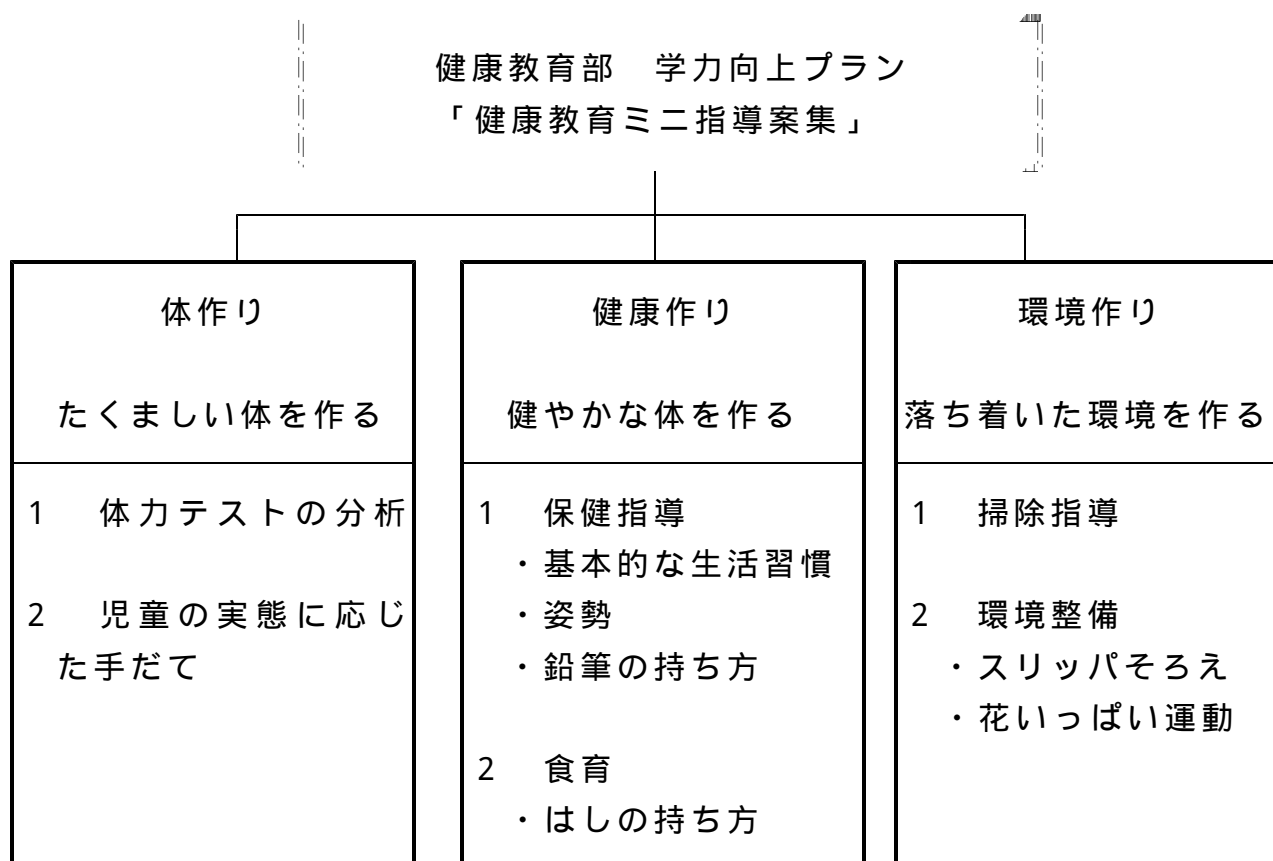 健康教育部　学力向上プラン
「健康教育ミニ指導案集」
体作り
たくましい体を作る
1　体力テストの分析
2　児童の実態に応じ
た手だて
健康作り
健やかな体を作る
1　保健指導
・基本的な生活習慣
・姿勢
・鉛筆の持ち方
2　食育
・はしの持ち方
環境作り
落ち着いた環境を作る
1　掃除指導
2　環境整備
・スリッパそろえ
・花いっぱい運動